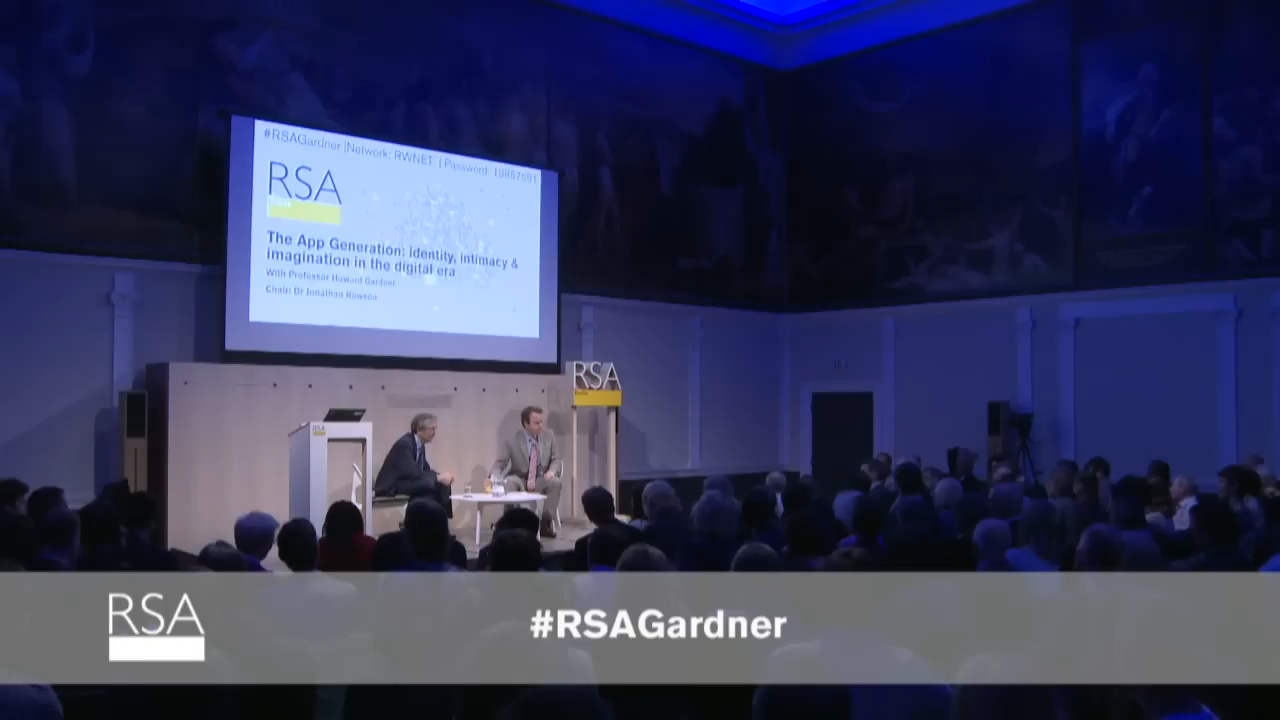 #RSAGardner |Network: RWNET | Password:
RSA
The App Generation: identity, intimacy &
imagination in the digital era
With Professor Howard Gardner
Chair: Dr Jonathan Rowson
RSA
RSA
RSA
#RSAGardner